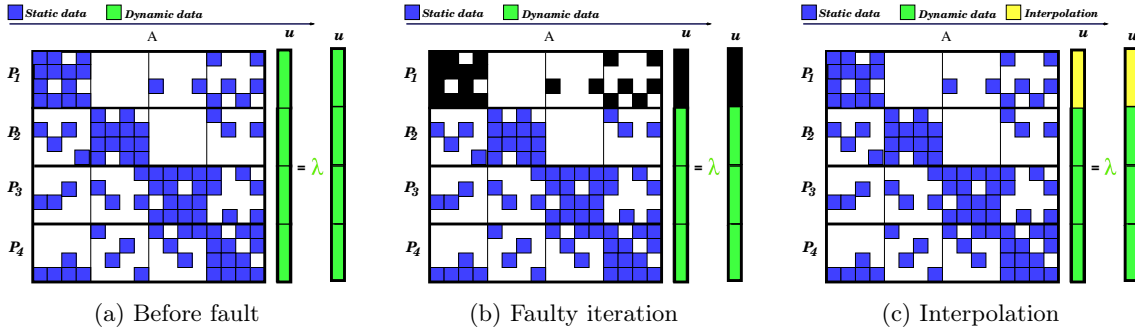 Static data Dynamic data
A u u
P1
P2
= λ
P3
P4
(a) Before fault
Static data Dynamic data
A u u
P1
P2
= λ
P3
P4
(b) Faulty iteration
Static data Dynamic data Interpolation
A u u
P1
P2
= λ
P3
P4
(c) Interpolation